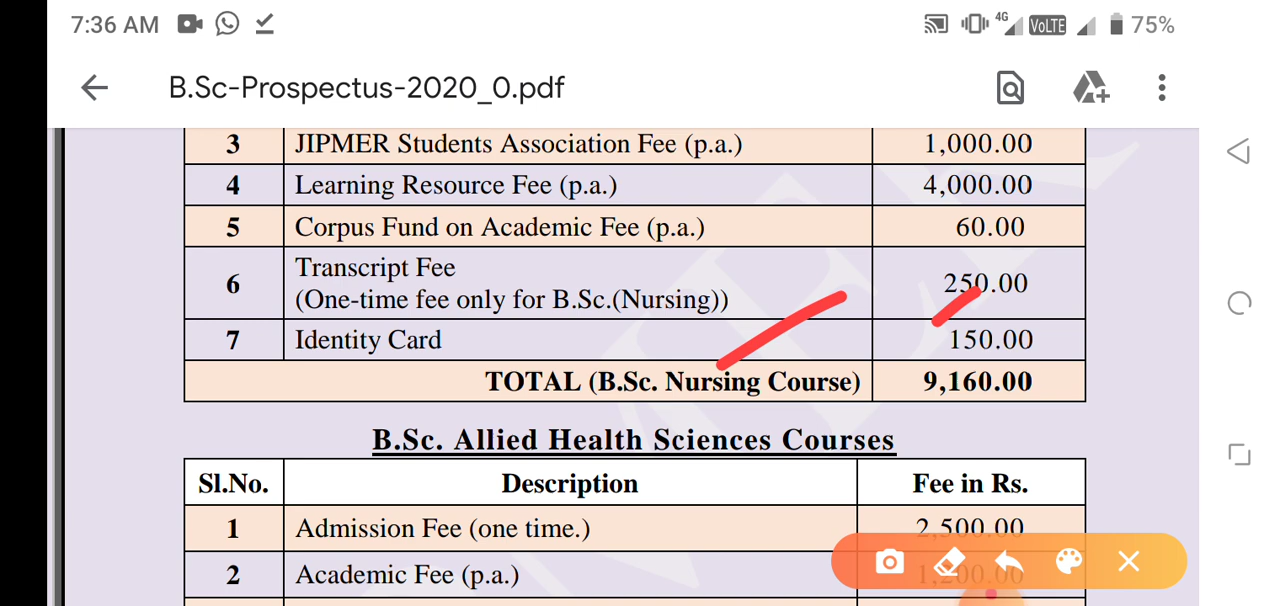 7:36 AM 4G VoLTE 75%
B.Sc-Prospectus-2020_0.pdf
3 JIPMER Students Association Fee (p.a.) 1,000.00
4 Learning Resource Fee (p.a.) 4,000.00
5 Corpus Fund on Academic Fee (p.a.) 60.00
6 Transcript Fee
(One-time fee only for B.Sc.(Nursing)) 250.00
7 Identity Card 150.00
TOTAL (B.Sc. Nursing Course) 9,160.00
B.Sc. Allied Health Sciences Courses
Sl.No. Description Fee in Rs.
1 Admission Fee (one time.) 2,500.00
2 Academic Fee (p.a.) 1,200.00